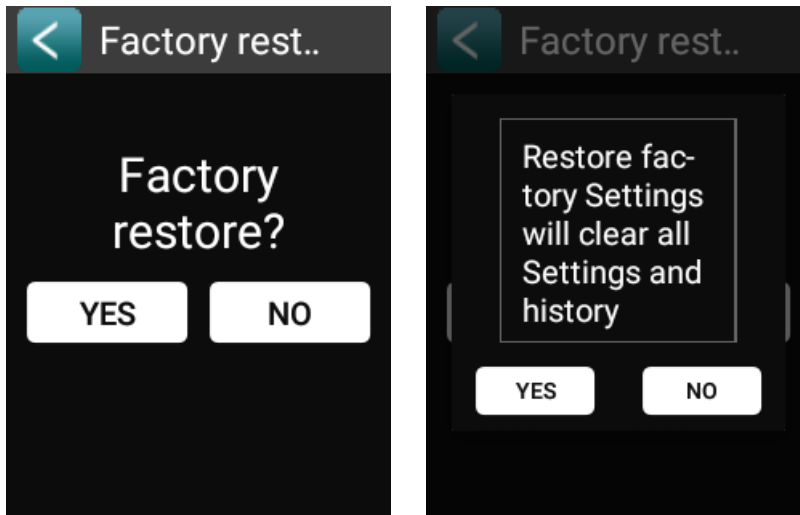 Factory rest..
Factory
restore?
YES NO
Factory rest..
Restore fac-
tory Settings
will clear all
Settings and
history
YES NO